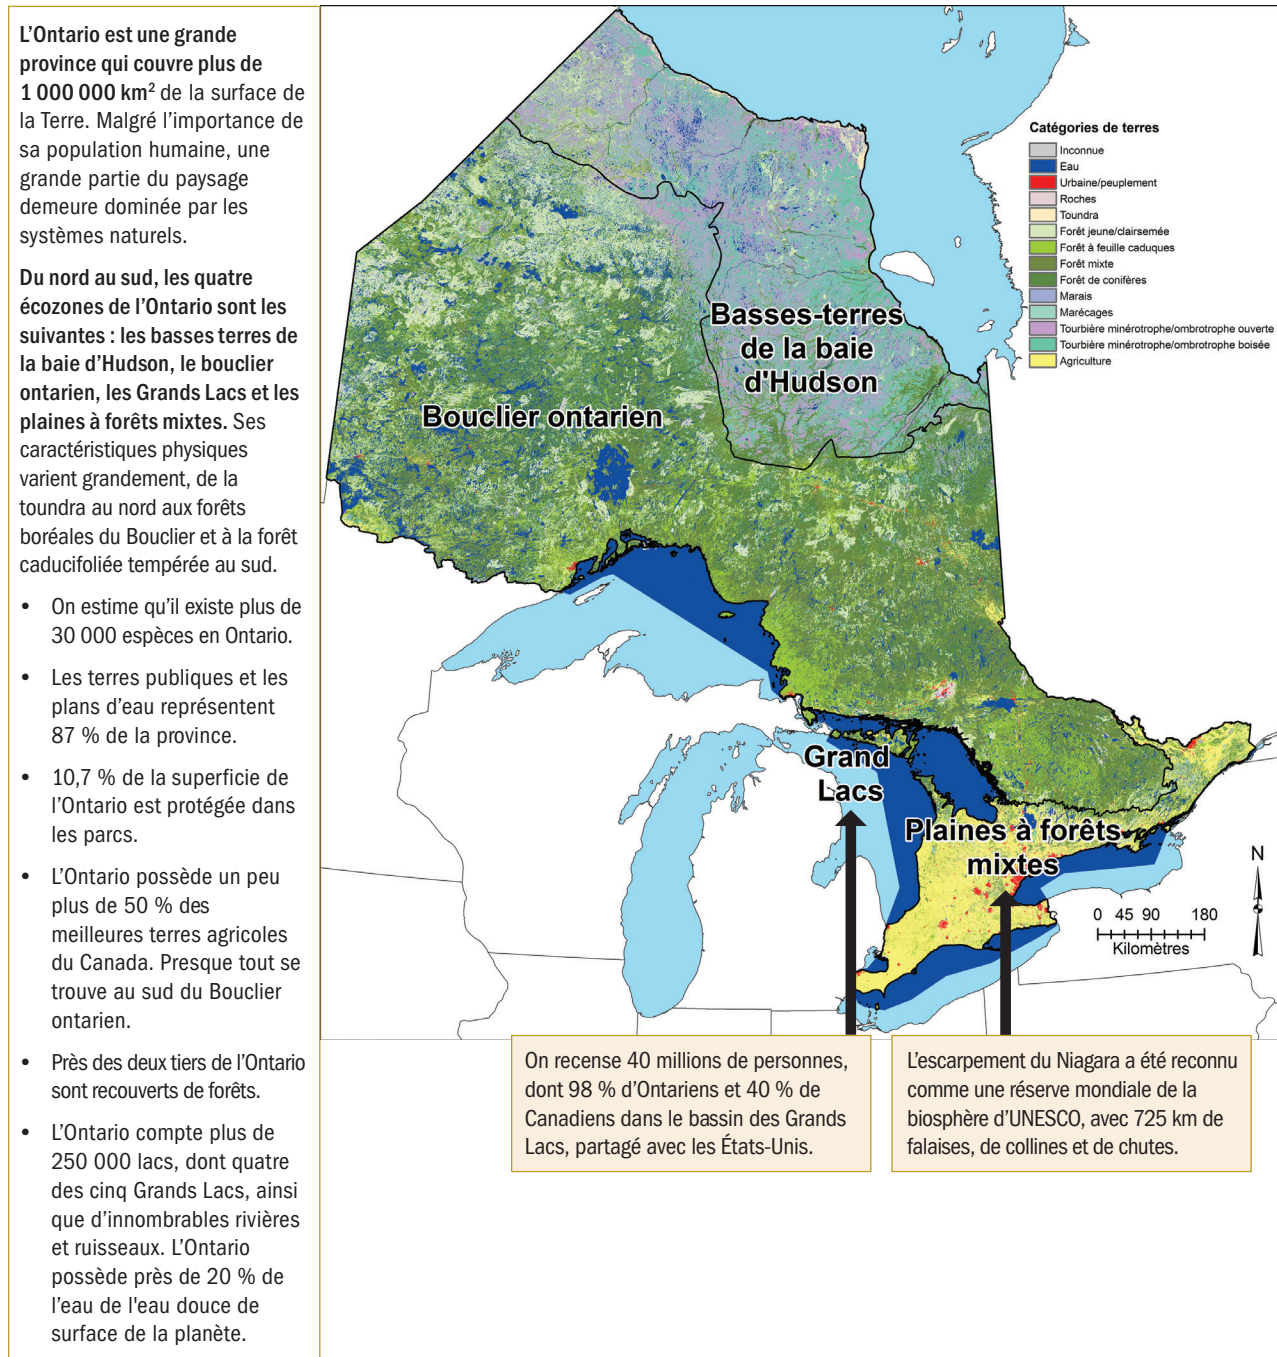 L'Ontario est une grande
province qui couvre plus de
1 000 000 km² de la surface de
la Terre. Malgré l'importance de
sa population humaine, une
grande partie du paysage
demeure dominée par les
systèmes naturels.
Du nord au sud, les quatre
écozones de l'Ontario sont les
suivantes : les basses terres de
la baie d'Hudson, le bouclier
ontarien, les Grands Lacs et les
plaines à forêts mixtes. Ses
caractéristiques physiques
varient grandement, de la
toundra au nord aux forêts
boréales du Bouclier et à la forêt
caducifoliée tempérée au sud.
• On estime qu'il existe plus de
30 000 espèces en Ontario.
• Les terres publiques et les
plans d'eau représentent
87 % de la province.
• 10,7 % de la superficie de
l'Ontario est protégée dans
les parcs.
• L'Ontario possède un peu
plus de 50 % des
meilleures terres agricoles
du Canada. Presque tout se
trouve au sud du Bouclier
ontarien.
• Près des deux tiers de l'Ontario
sont recouverts de forêts.
• L'Ontario compte plus de
250 000 lacs, dont quatre
des cinq Grands Lacs, ainsi
que d'innombrables rivières
et ruisseaux. L'Ontario
possède près de 20 % de
l'eau de l'eau douce de
surface de la planète.
Catégories de terres
Inconnue
Eau
Urbaine/peuplement
Roches
Toundra
Forêt jeune/clairsemée
Forêt à feuille caduques
Forêt mixte
Forêt de conifères
Marais
Marécages
Tourbière minérotrophe/ombrotrophe ouverte
Tourbière minérotrophe/ombrotrophe boisée
Agriculture
Basses-terres
de la baie
d'Hudson
Bouclier ontarien
Grand
Lacs
Plaines à forêts
mixtes
N
0 45 90 180
Kilomètres
On recense 40 millions de personnes,
dont 98 % d'Ontariens et 40 % de
Canadiens dans le bassin des Grands
Lacs, partagé avec les États-Unis.
L'escarpement du Niagara a été reconnu
comme une réserve mondiale de la
biosphère d'UNESCO, avec 725 km de
falaises, de collines et de chutes.